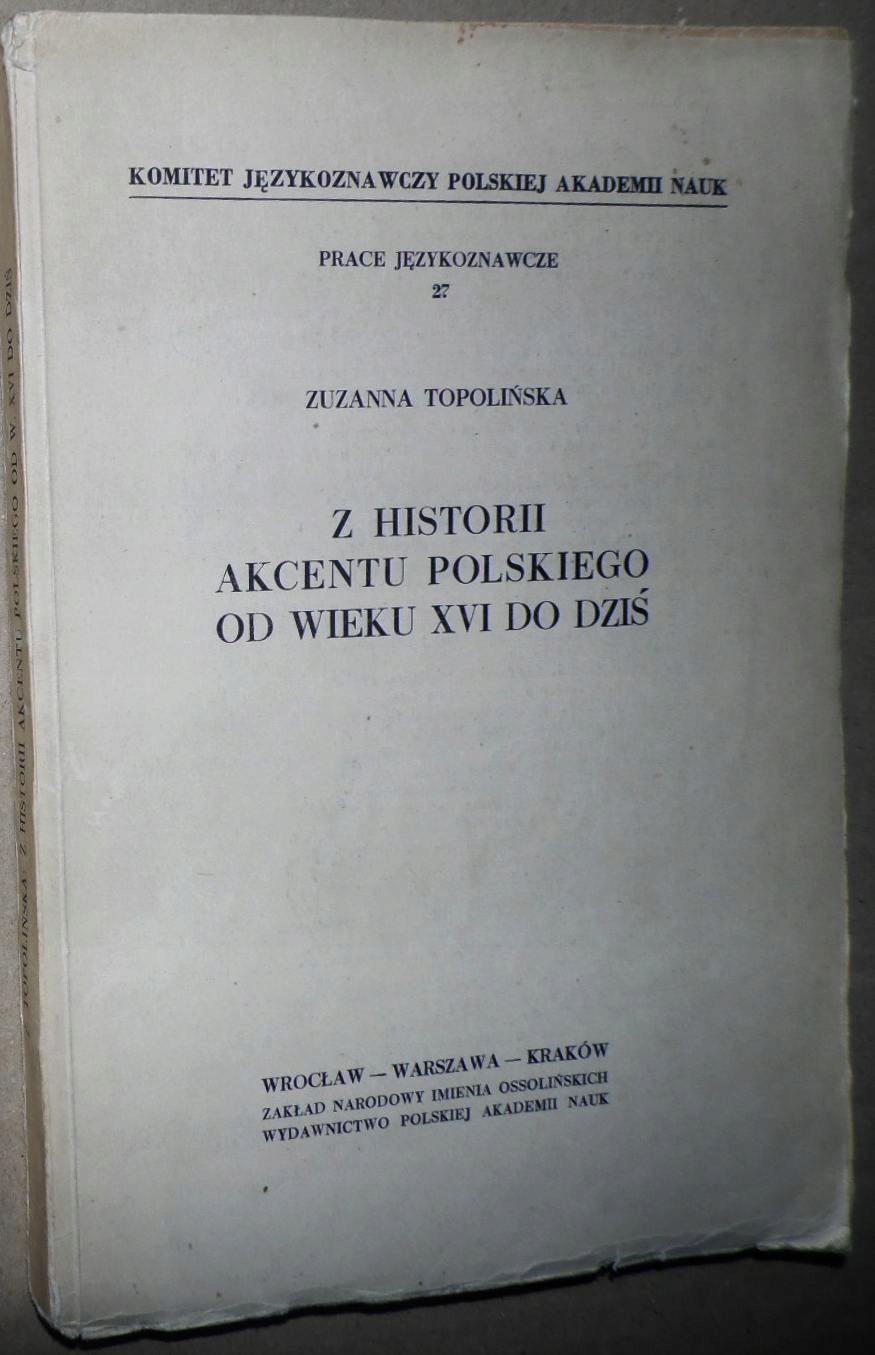 KOMITET JĘZYKOZNAWCZY POLSKIEJ AKADEMII NAUK
PRACE JĘZYKOZNAWCZE
27
ZUZANNA TOPOLIŃSKA
Z HISTORII
AKCENTU POLSKIEGO
OD WIEKU XVI DO DZIŚ
WROCŁAW — WARSZAWA — KRAKÓW
ZAKŁAD NARODOWY IMIENIA OSSOLIŃSKICH
WYDAWNICTWO POLSKIEJ AKADEMII NAUK
TOPOLIŃSKA Z HISTORII AKCENTU POLSKIEGO OD W. XVI DO DZIŚ